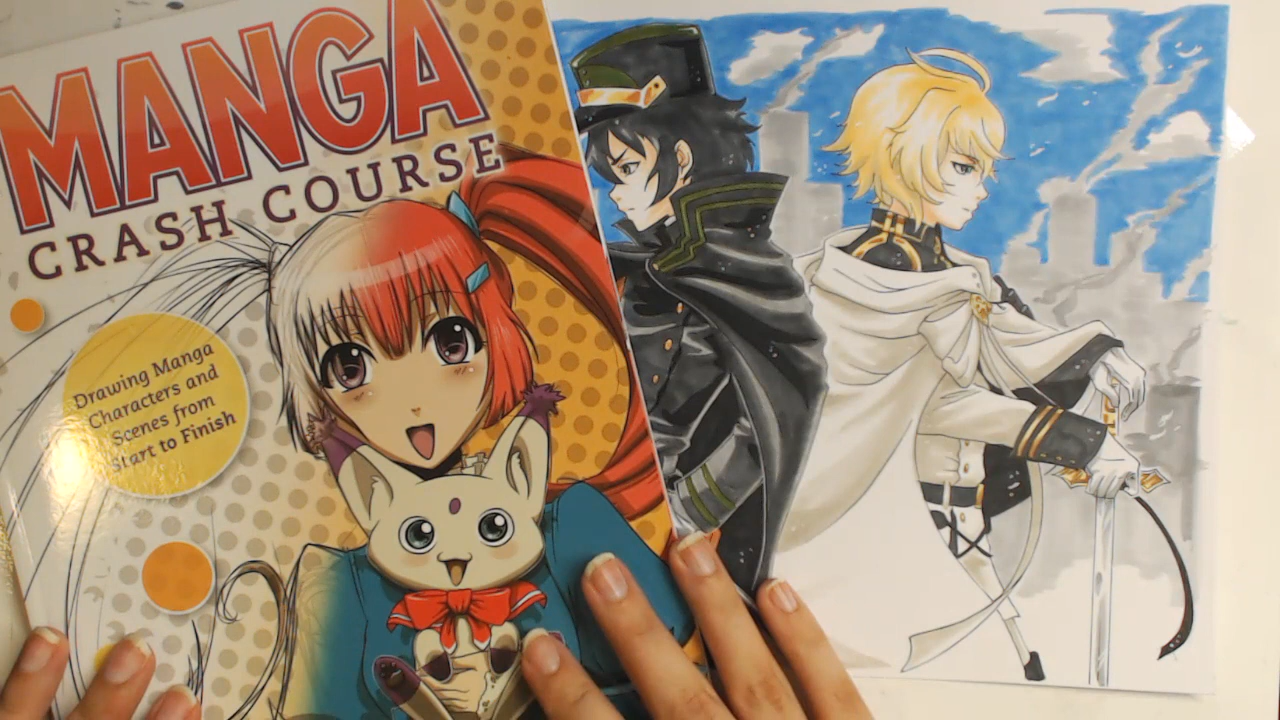 MANGA
CRASH COURSE
Drawing Manga
Characters and
Scenes from
Start to Finish